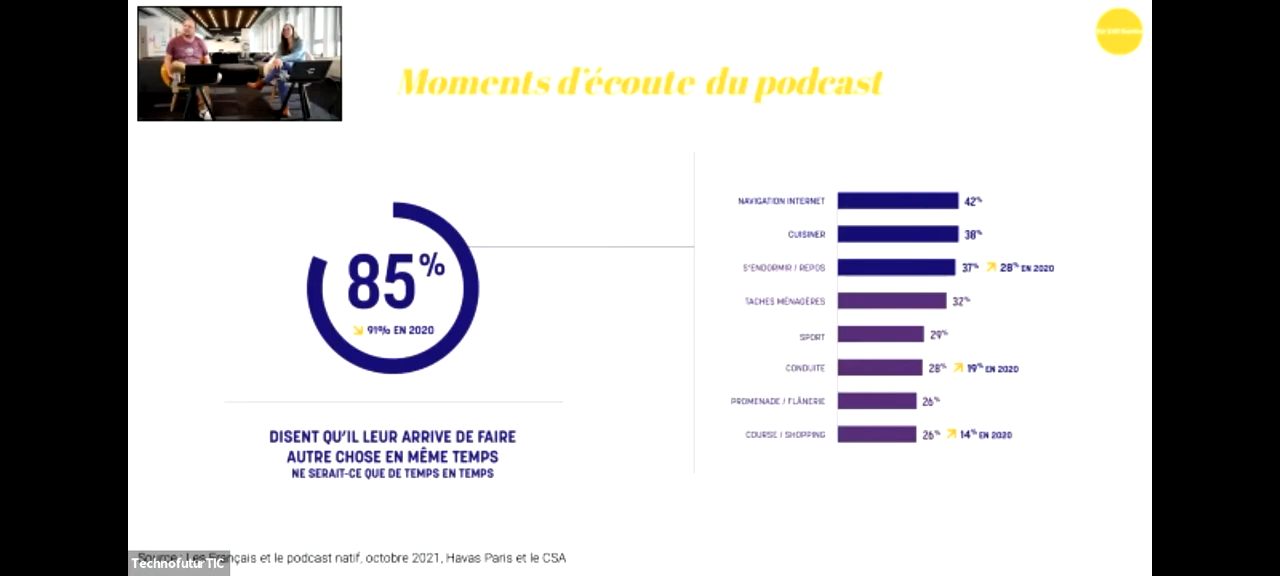 Moments d'écoute du podcast
85%
91% EN 2020
DISENT QU'IL LEUR ARRIVE DE FAIRE
AUTRE CHOSE EN MÊME TEMPS
NE SERAIT-CE QUE DE TEMPS EN TEMPS
NAVIGATION INTERNET 42%
CUISINER 38%
S'ENDORMIR / REPOS 37% 28% EN 2020
TACHES MÉNAGÈRES 32%
SPORT 29%
CONDUITE 28% 19% EN 2020
PROMENADE / FLÂNERIE 26%
COURSE / SHOPPING 26% 14% EN 2020
Source : Les Français et le podcast natif, octobre 2021, Havas Paris et le CSA
Technofutur TIC